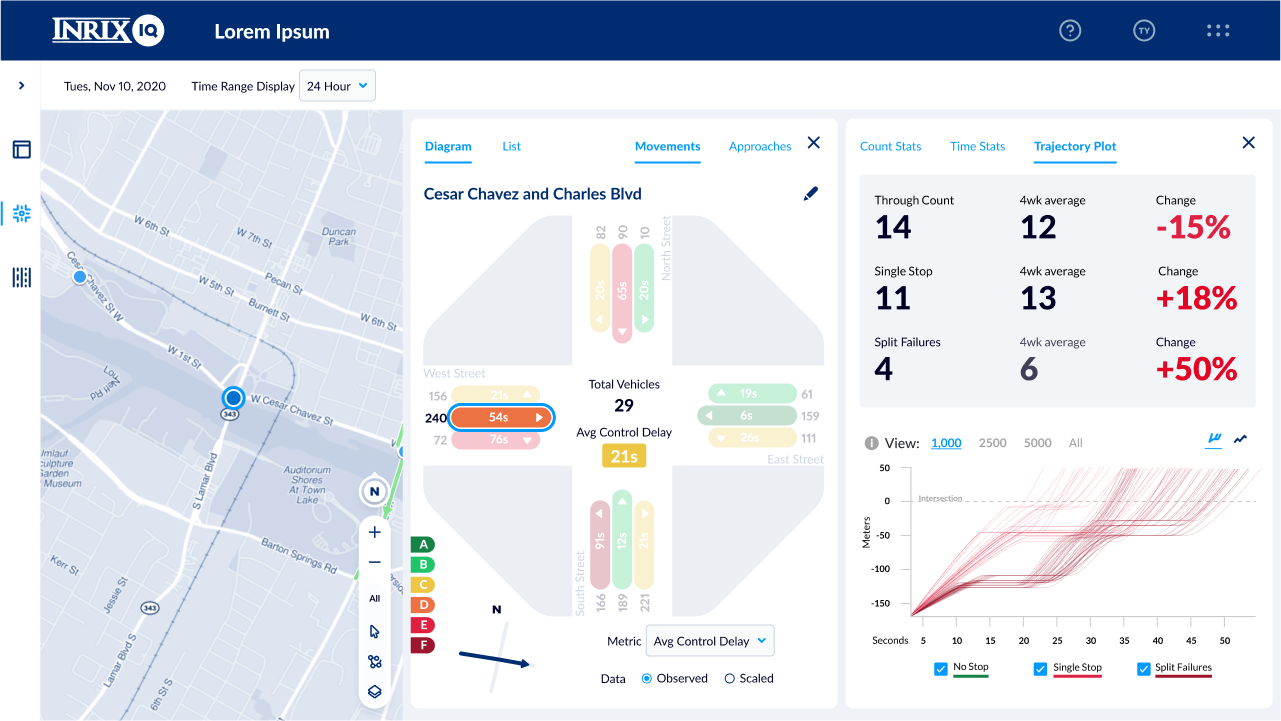 INRIX IQ
Lorem Ipsum
?
TY
Tues, Nov 10, 2020
Time Range Display
24 Hour
W 6th St
W 7th St
Duncan
Park
Cesar Chavez St W
W 5th St
Pecan St
Burnett St
W 6th St
W 1st St
W Cesar Chavez St
343
S Lamar Blvd
Auditorium
Shores
At Town
Lake
Umlauf
Sculpture
Garden
& Museum
Barton Springs Rd
Kerr St
Jessie St
343
Lamar Blvd S
N
+
−
All
Diagram
List
Movements
Approaches
Cesar Chavez and Charles Blvd
82
90
10
North Street
20s
65s
20s
West Street
156
21s
240
54s
72
76s
Total Vehicles
29
Avg Control Delay
21s
19s
61
6s
159
26s
111
East Street
91s
12s
21s
South Street
166
189
221
A
B
C
D
E
F
N
Metric
Avg Control Delay
Data
Observed
Scaled
Count Stats
Time Stats
Trajectory Plot
Through Count
4wk average
Change
14
12
-15%
Single Stop
4wk average
Change
11
13
+18%
Split Failures
4wk average
Change
4
6
+50%
i
View:
1,000
2500
5000
All
50
0
-50
-100
-150
Meters
Intersection
Seconds
5
10
15
20
25
30
35
40
45
50
No Stop
Single Stop
Split Failures